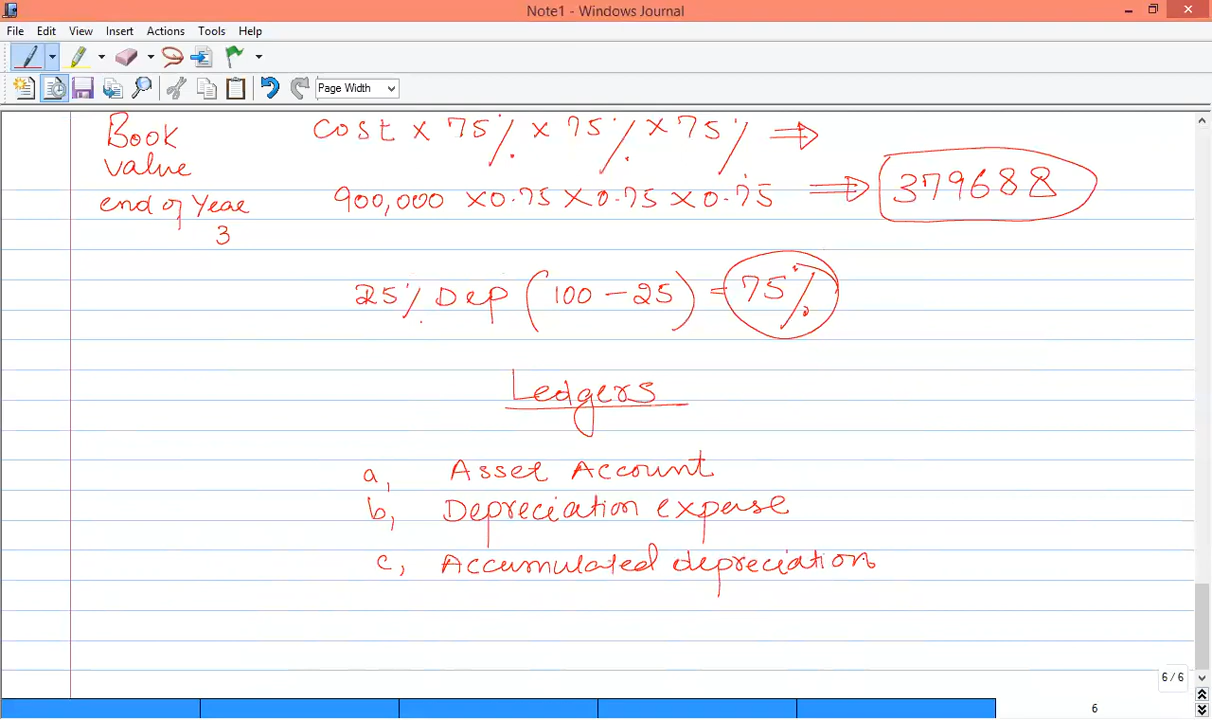 Note1 - Windows Journal
File Edit View Insert Actions Tools Help
Page Width
Book value end of Year 3
Cost × 75% × 75% × 75% ⇒
900,000 × 0.75 × 0.75 × 0.75 ⇒ 379688
25% Dep (100 - 25) = 75%
Ledgers
a, Asset Account
b, Depreciation expense
c, Accumulated depreciation
6 / 6
6